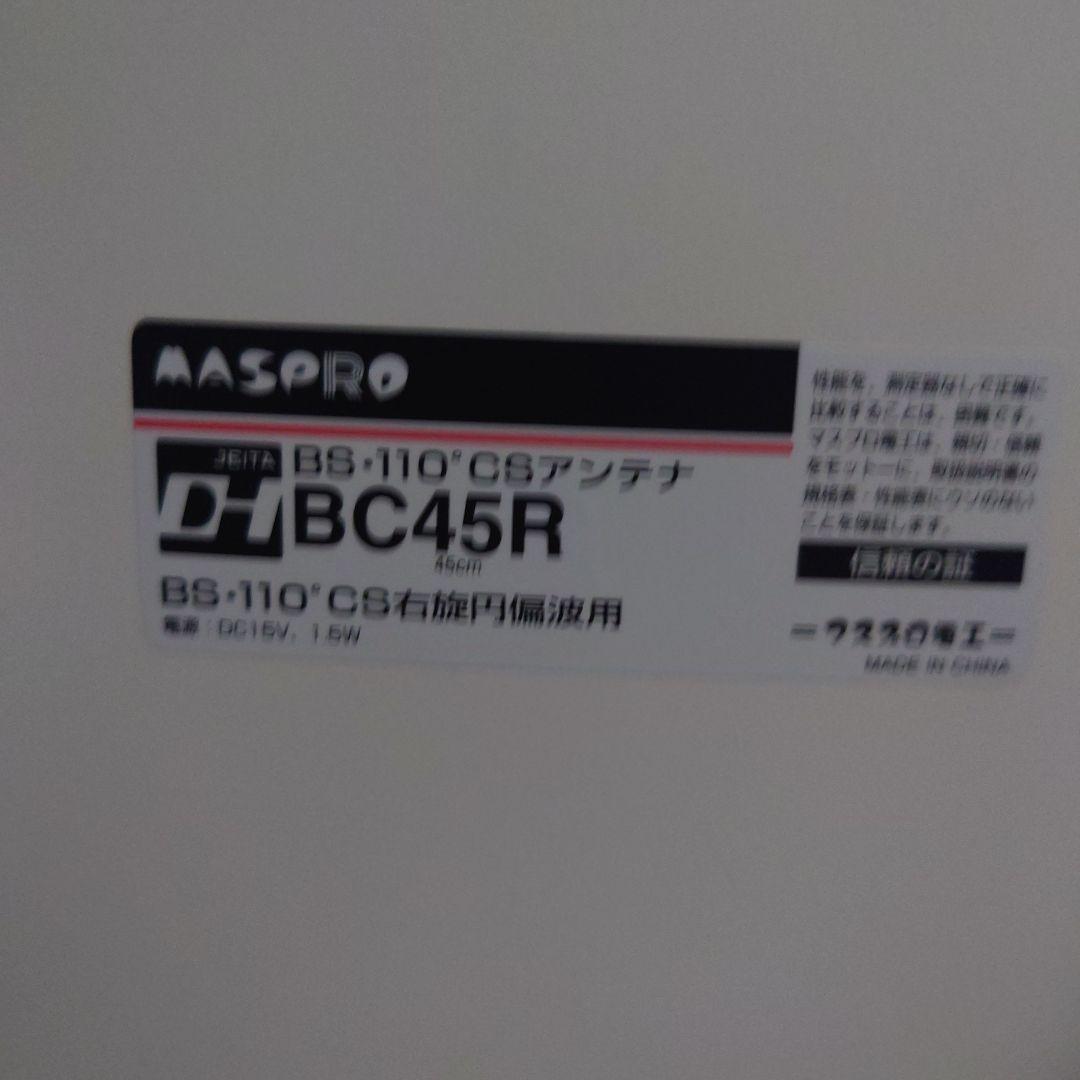 MASPRO
JEITA
DH
BS・110°CSアンテナ
BC45R
45cm
BS・110°CS右旋円偏波用
電源：DC15V，1.5W
性能を，測定器なしで正確に
比較することは，困難です。
マスプロ電工は，親切・信頼
をモットーに，取扱説明書の
規格表・性能表にウソのない
ことを保証します。
信頼の証
マスプロ電工
MADE IN CHINA